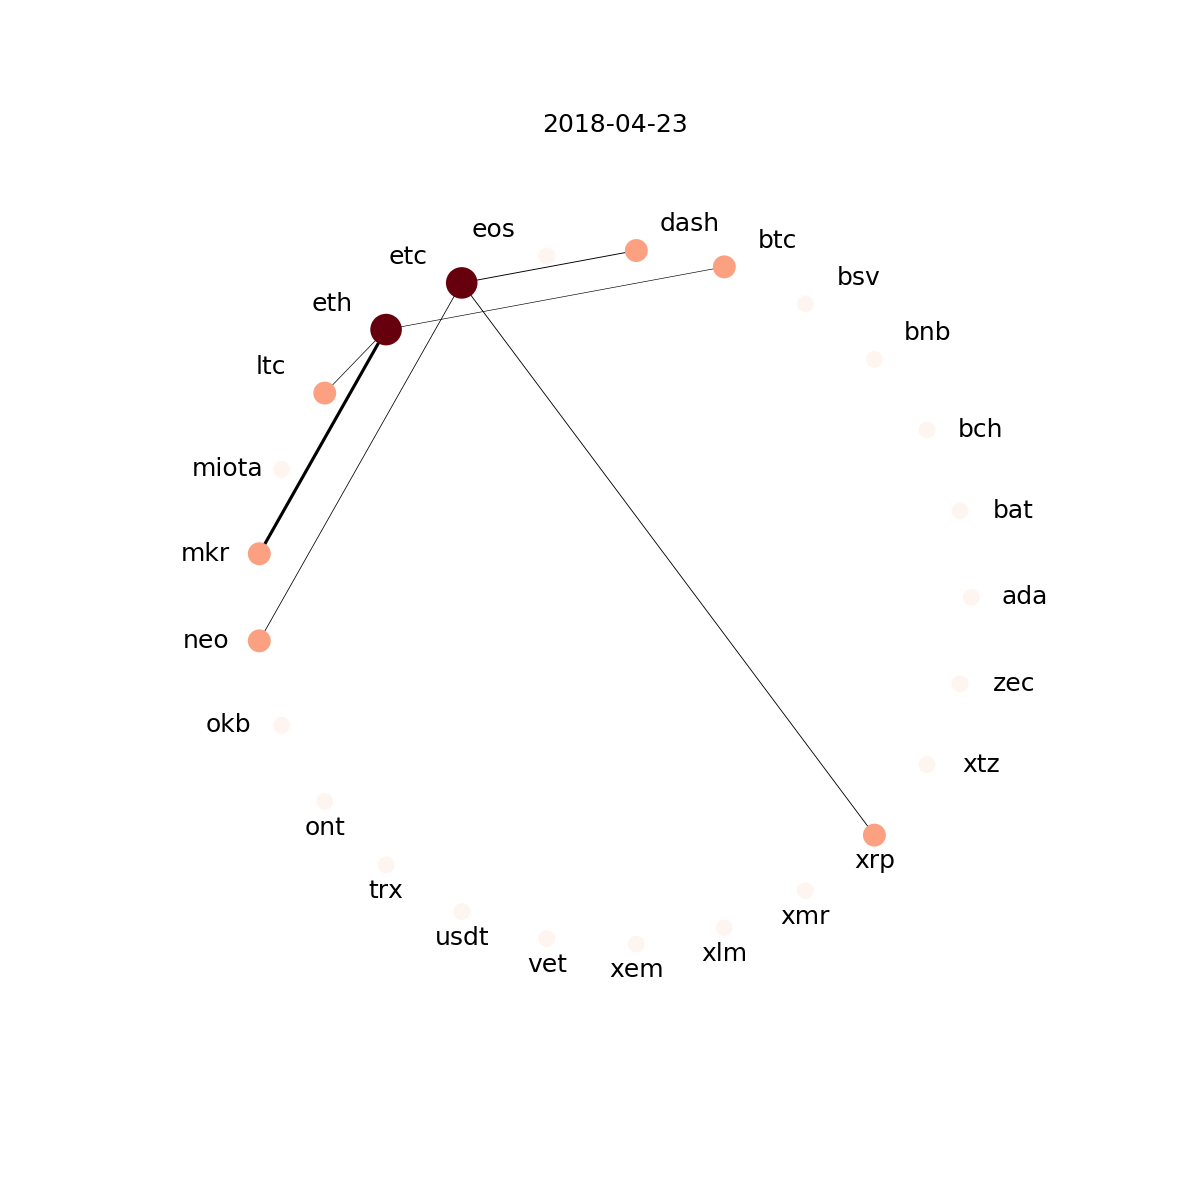 2018-04-23
dash
eos
btc
etc
bsv
eth
bnb
ltc
bch
miota
bat
mkr
ada
neo
zec
okb
xtz
ont
xrp
trx
xmr
usdt
xlm
vet
xem